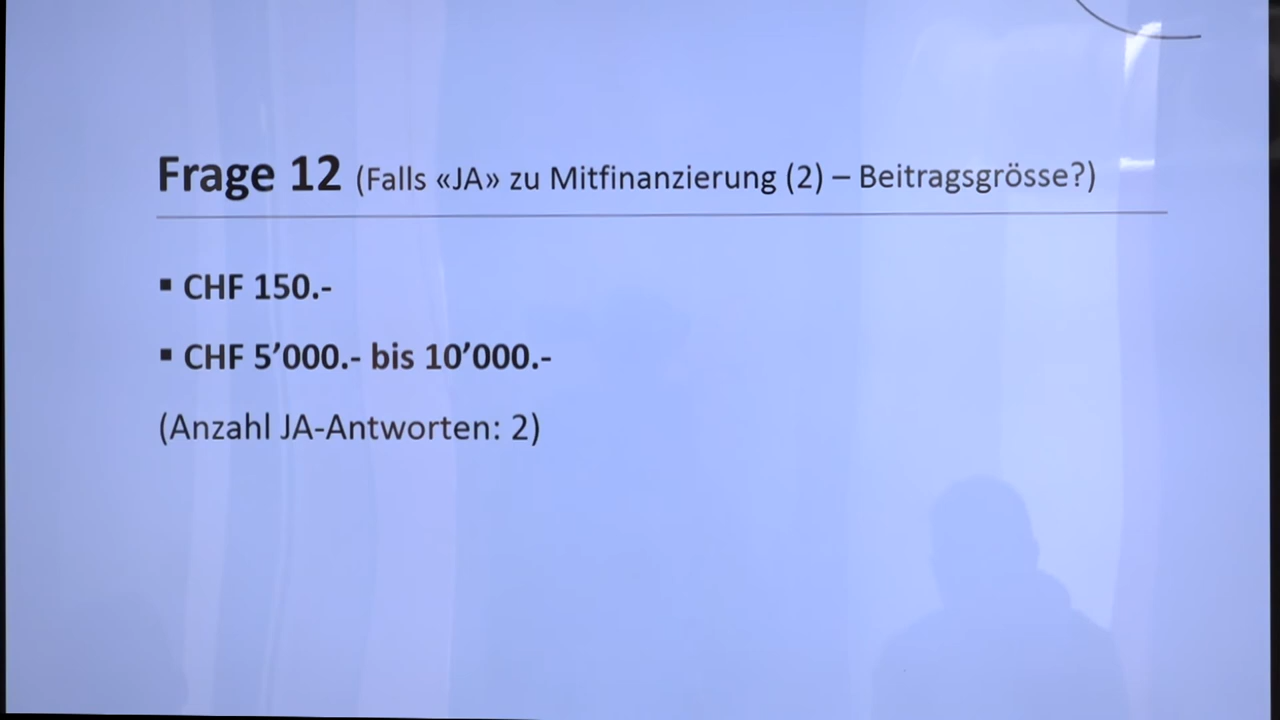 Frage 12 (Falls «JA» zu Mitfinanzierung (2) – Beitragsgrösse?)
▪ CHF 150.-
▪ CHF 5’000.- bis 10’000.-
(Anzahl JA-Antworten: 2)